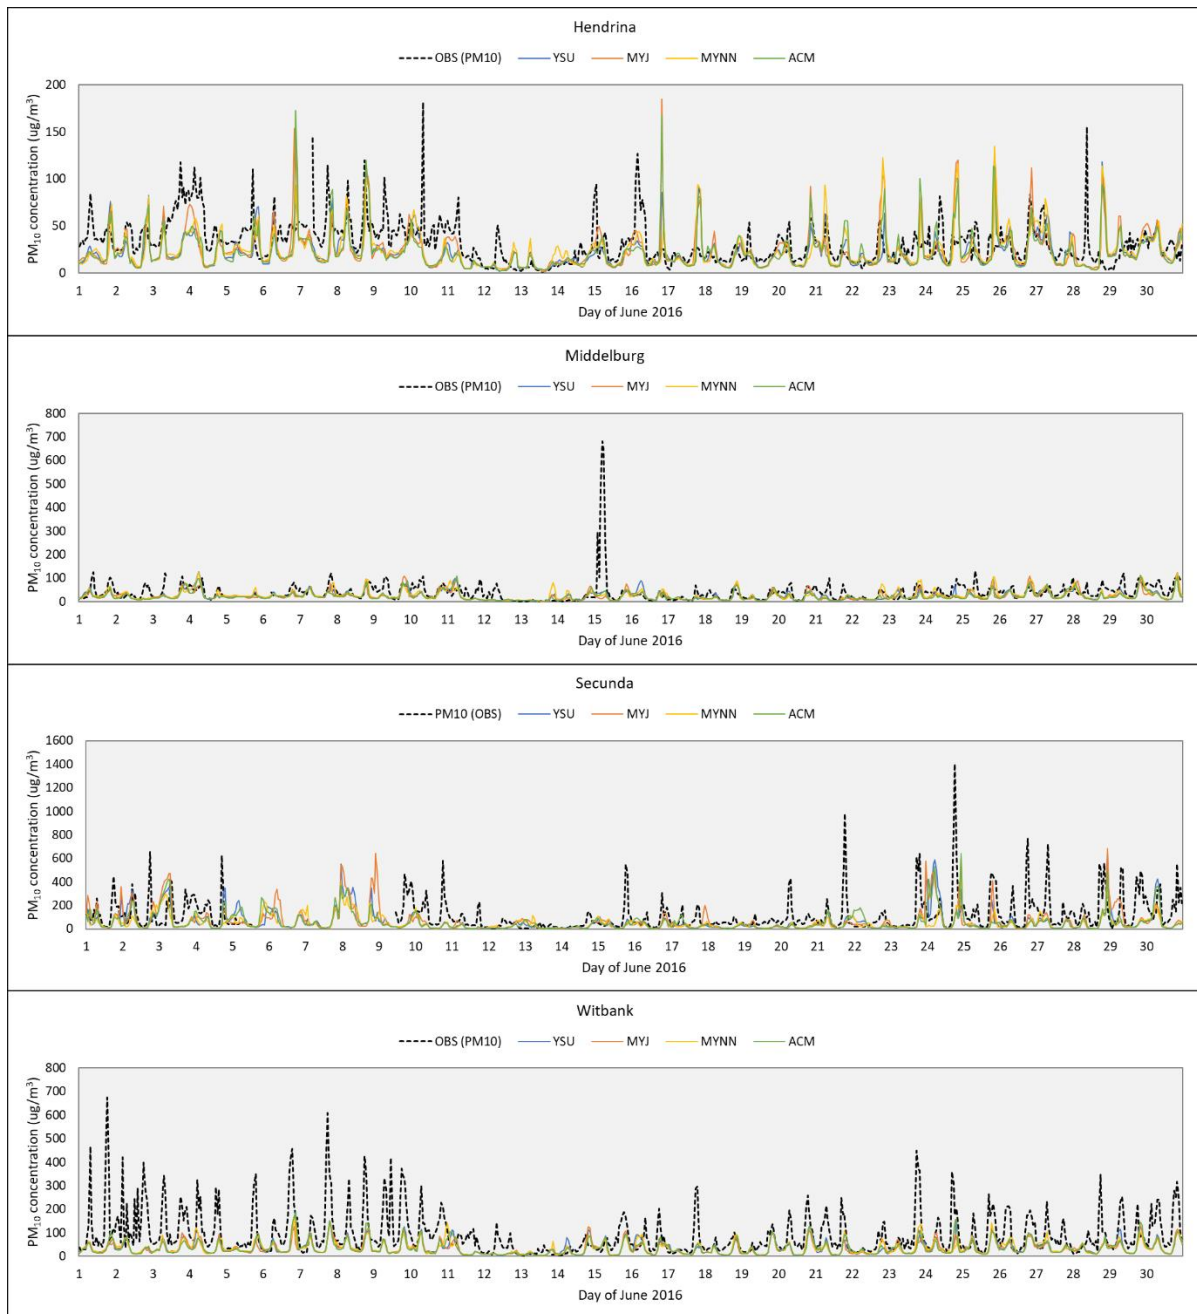 Hendrina
OBS (PM10) YSU MYJ MYNN ACM
PM₁₀ concentration (ug/m³)
200
150
100
50
0
1 2 3 4 5 6 7 8 9 10 11 12 13 14 15 16 17 18 19 20 21 22 23 24 25 26 27 28 29 30
Day of June 2016
Middelburg
OBS (PM10) YSU MYJ MYNN ACM
PM₁₀ concentration (ug/m³)
800
700
600
500
400
300
200
100
0
1 2 3 4 5 6 7 8 9 10 11 12 13 14 15 16 17 18 19 20 21 22 23 24 25 26 27 28 29 30
Day of June 2016
Secunda
PM10 (OBS) YSU MYJ MYNN ACM
PM₁₀ concentration (ug/m³)
1600
1400
1200
1000
800
600
400
200
0
1 2 3 4 5 6 7 8 9 10 11 12 13 14 15 16 17 18 19 20 21 22 23 24 25 26 27 28 29 30
Day of June 2016
Witbank
OBS (PM10) YSU MYJ MYNN ACM
PM₁₀ concentration (ug/m³)
800
700
600
500
400
300
200
100
0
1 2 3 4 5 6 7 8 9 10 11 12 13 14 15 16 17 18 19 20 21 22 23 24 25 26 27 28 29 30
Day of June 2016